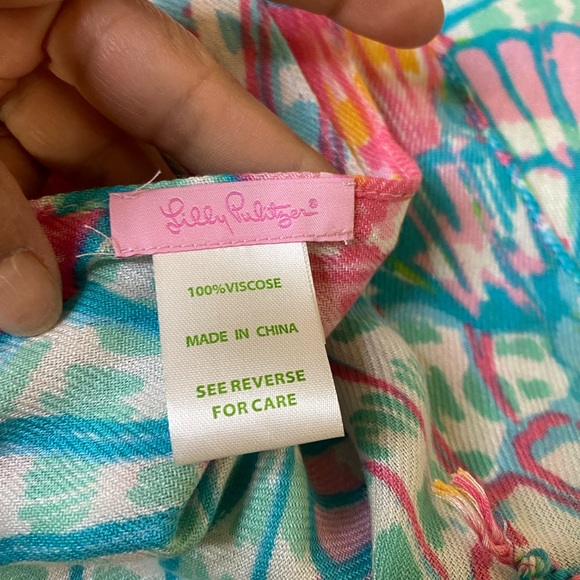 Lilly Pulitzer®
100%VISCOSE
MADE IN CHINA
SEE REVERSE
FOR CARE